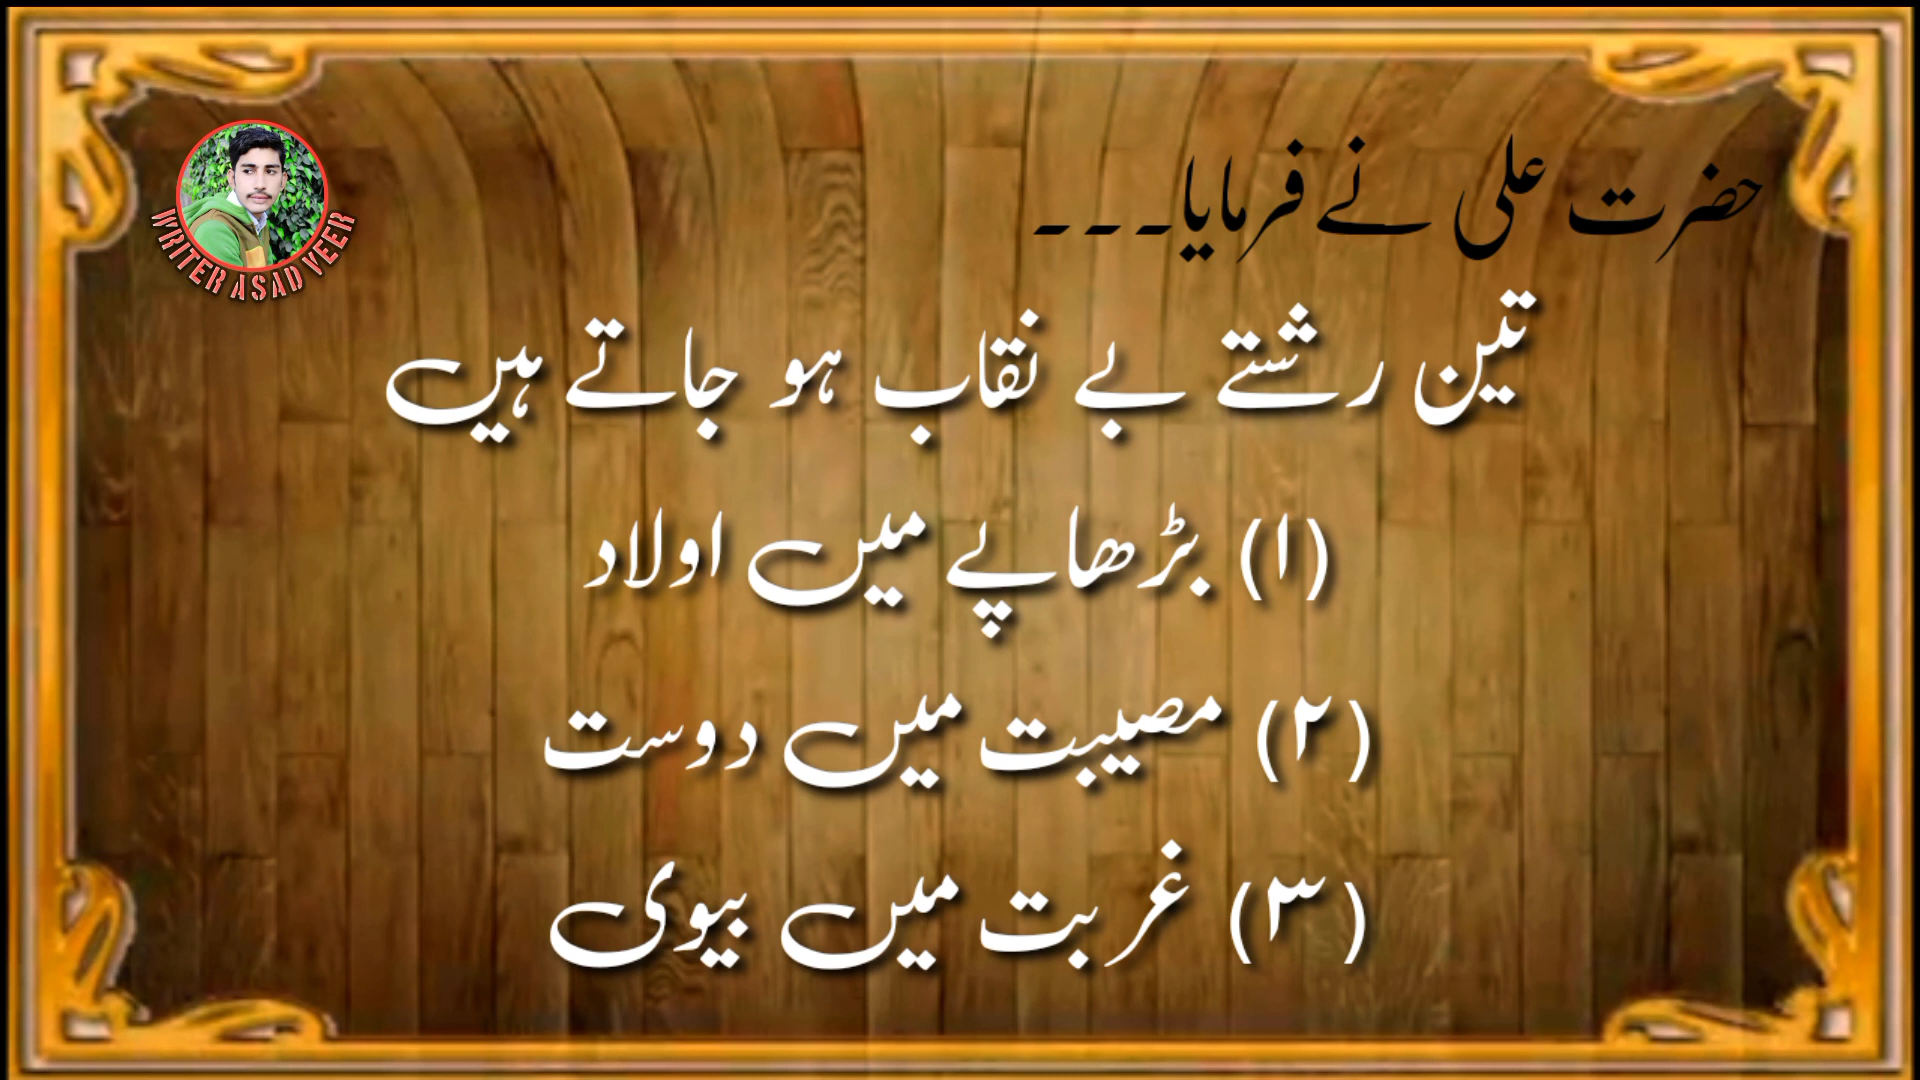 حضرت علی نے فرمایا۔۔۔
WRITER ASAD VEER
تین رشتے بے نقاب ہو جاتے ہیں
(۱) بڑھاپے میں اولاد
(۲) مصیبت میں دوست
(۳) غربت میں بیوی